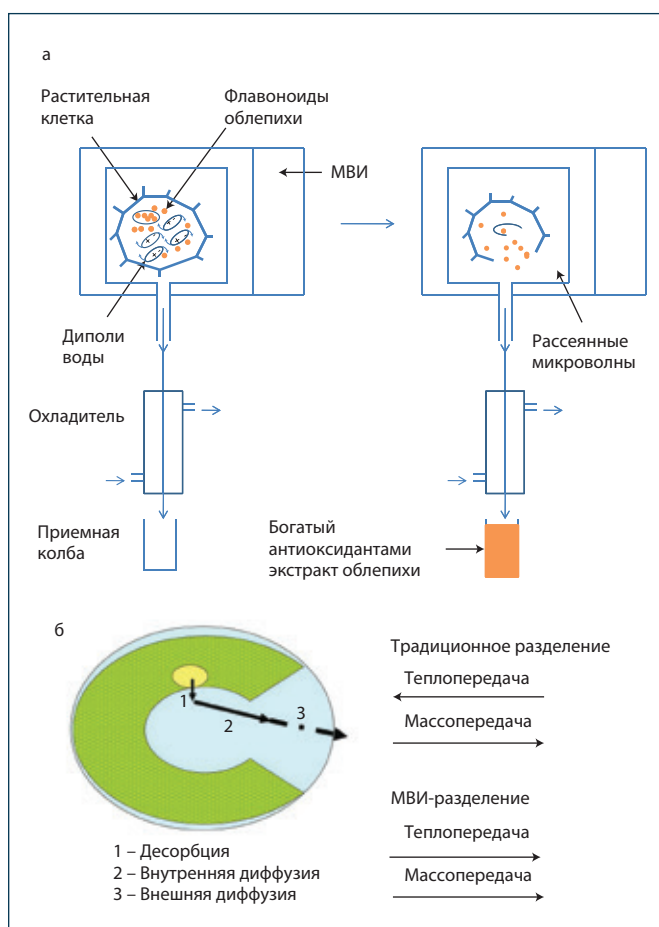 а
Растительная
клетка
Флавоноиды
облепихи
МВИ
Диполи
воды
Рассеянные
микроволны
Охладитель
Приемная
колба
Богатый
антиоксидантами
экстракт облепихи
б
1
2
3
1 – Десорбция
2 – Внутренняя диффузия
3 – Внешняя диффузия
Традиционное разделение
Теплопередача
Массопередача
МВИ-разделение
Теплопередача
Массопередача